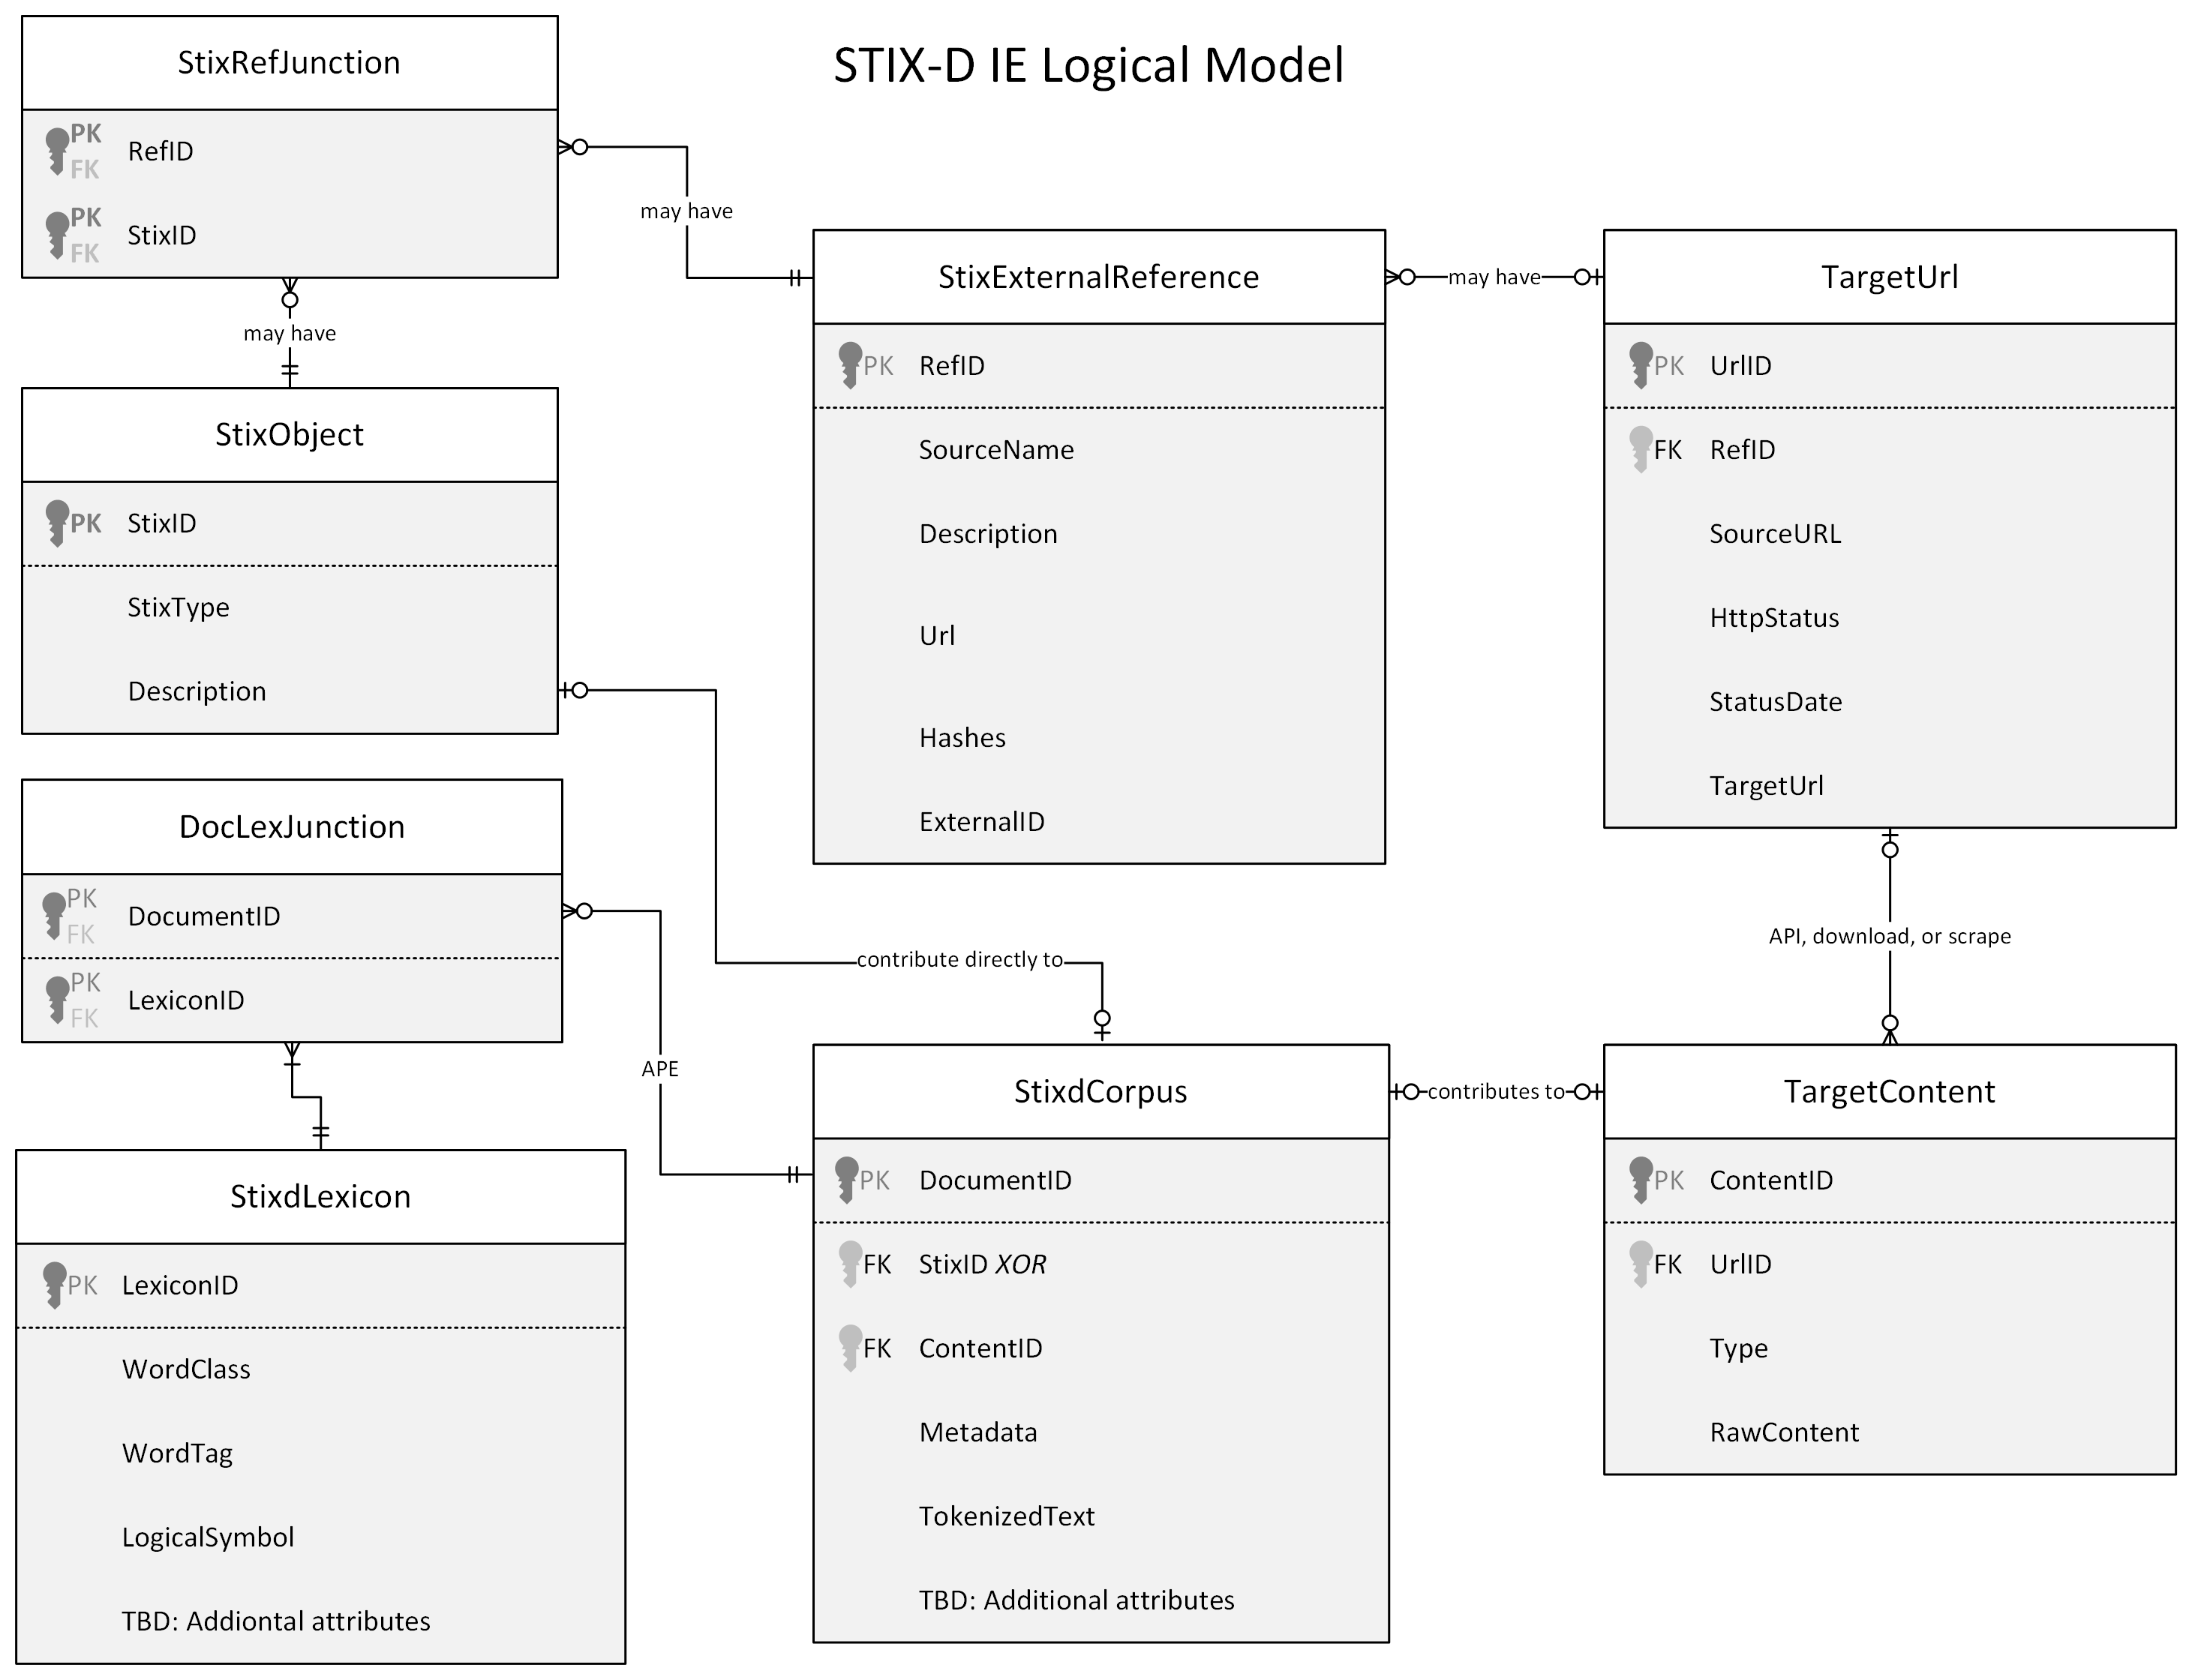 STIX-D IE Logical Model
StixRefJunction
PK
FK
RefID
PK
FK
StixID
may have
may have
StixObject
PK
StixID
StixType
Description
StixExternalReference
PK
RefID
SourceName
Description
Url
Hashes
ExternalID
may have
TargetUrl
PK
UrlID
FK
RefID
SourceURL
HttpStatus
StatusDate
TargetUrl
DocLexJunction
PK
FK
DocumentID
PK
FK
LexiconID
contribute directly to
API, download, or scrape
APE
StixdLexicon
PK
LexiconID
WordClass
WordTag
LogicalSymbol
TBD: Addiontal attributes
StixdCorpus
PK
DocumentID
FK
StixID XOR
FK
ContentID
Metadata
TokenizedText
TBD: Additional attributes
contributes to
TargetContent
PK
ContentID
FK
UrlID
Type
RawContent